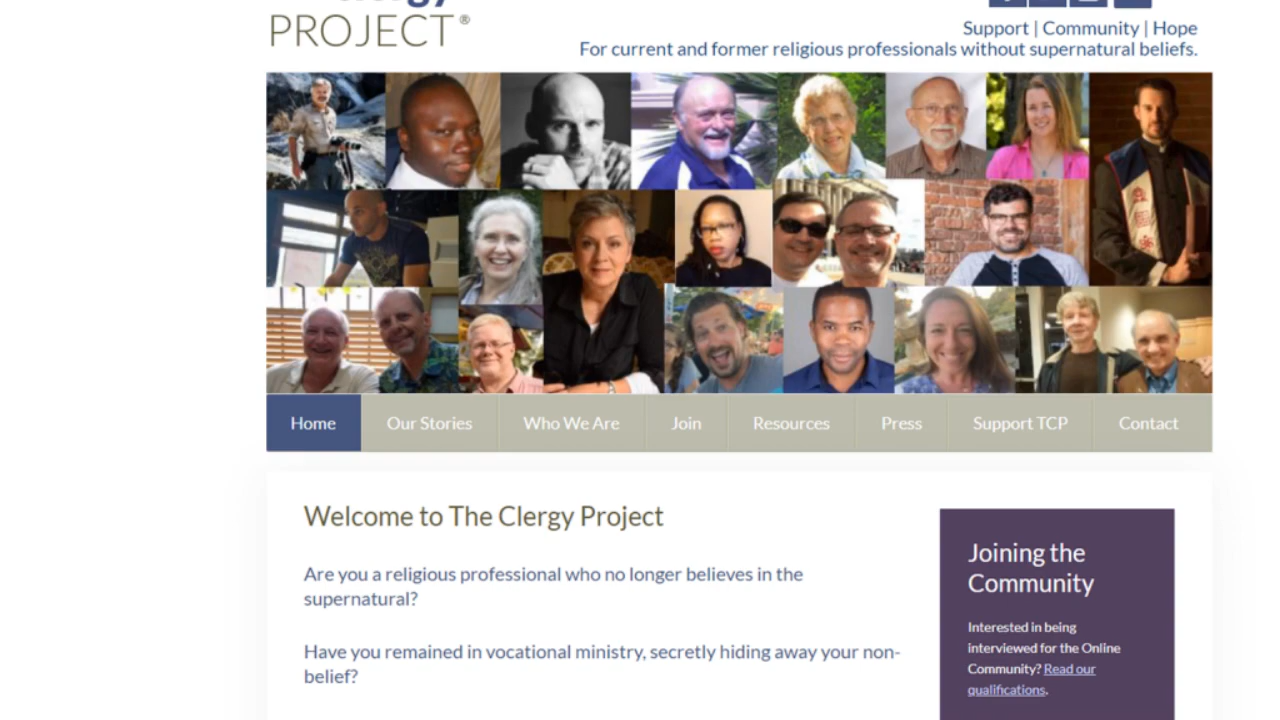 PROJECT®
Support | Community | Hope
For current and former religious professionals without supernatural beliefs.
Home
Our Stories
Who We Are
Join
Resources
Press
Support TCP
Contact
Welcome to The Clergy Project
Are you a religious professional who no longer believes in the
supernatural?
Have you remained in vocational ministry, secretly hiding away your non-
belief?
Joining the
Community
Interested in being
interviewed for the Online
Community? Read our
qualifications.